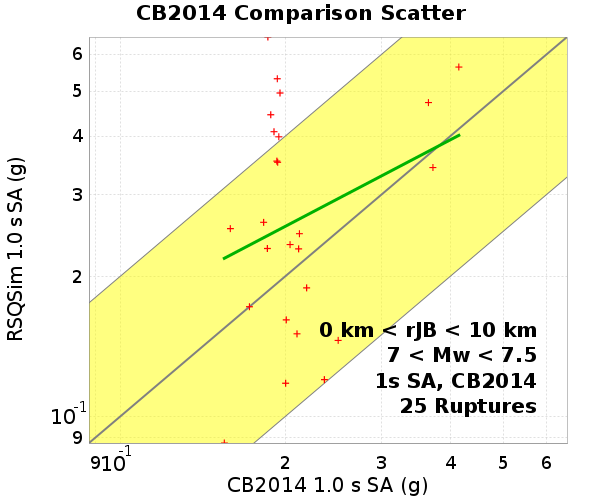 CB2014 Comparison Scatter
RSQSim 1.0 s SA (g)
6
5
4
3
2
10-1
9
0 km < rJB < 10 km
7 < Mw < 7.5
1s SA, CB2014
25 Ruptures
9 10-1 2 3 4 5 6
CB2014 1.0 s SA (g)